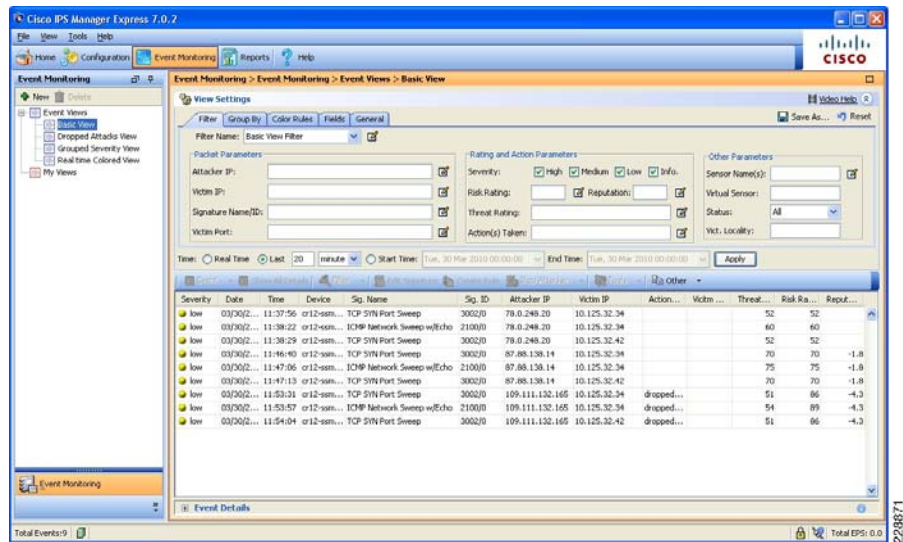 Cisco IPS Manager Express 7.0.2
File View Tools Help
Home Configuration Event Monitoring Reports Help
CISCO
Event Monitoring
Event Monitoring > Event Monitoring > Event Views > Basic View
New Delete
View Settings
Video Help
Event Views
Basic View
Dropped Attacks View
Grouped Severity View
Real time Colored View
My Views
Filter Group By Color Rules Fields General
Save As... Reset
Filter Name: Basic View Filter
Packet Parameters
Attacker IP:
Victim IP:
Signature Name/ID:
Victim Port:
Rating and Action Parameters
Severity: High Medium Low Info.
Risk Rating: Reputation:
Threat Rating:
Action(s) Taken:
Other Parameters
Sensor Name(s):
Virtual Sensor:
Status: All
Vict. Locality:
Time: Real Time Last 20 minute Start Time: Tue, 30 Mar 2010 00:00:00 End Time: Tue, 30 Mar 2010 00:00:00 Apply
Event Show All Details Filter Edit Signature Create Rule Tools Other
Severity Date Time Device Sig. Name Sig. ID Attacker IP Victim IP Action... Victim ... Threat... Risk Ra... Reput...
low 03/30/2... 11:37:56 cr12-ssm... TCP SYN Port Sweep 3002/0 78.0.248.20 10.125.32.34 52 52
low 03/30/2... 11:38:22 cr12-ssm... ICMP Network Sweep w/Echo 2100/0 78.0.248.20 10.125.32.34 60 60
low 03/30/2... 11:38:29 cr12-ssm... TCP SYN Port Sweep 3002/0 78.0.248.20 10.125.32.42 52 52
low 03/30/2... 11:46:40 cr12-ssm... TCP SYN Port Sweep 3002/0 87.88.138.14 10.125.32.34 70 70 -1.8
low 03/30/2... 11:47:06 cr12-ssm... ICMP Network Sweep w/Echo 2100/0 87.88.138.14 10.125.32.34 75 75 -1.8
low 03/30/2... 11:47:13 cr12-ssm... TCP SYN Port Sweep 3002/0 87.88.138.14 10.125.32.42 70 70 -1.8
low 03/30/2... 11:53:31 cr12-ssm... TCP SYN Port Sweep 3002/0 109.111.132.165 10.125.32.34 dropped... 51 86 -4.3
low 03/30/2... 11:53:57 cr12-ssm... ICMP Network Sweep w/Echo 2100/0 109.111.132.165 10.125.32.34 dropped... 54 89 -4.3
low 03/30/2... 11:54:04 cr12-ssm... TCP SYN Port Sweep 3002/0 109.111.132.165 10.125.32.42 dropped... 51 86 -4.3
Event Monitoring
Event Details
Total Events:9
Total EPS: 0.0
228871